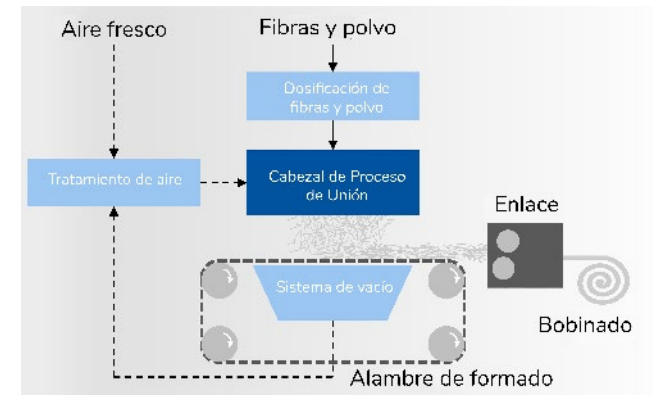 Aire fresco
Fibras y polvo
Dosificación de
fibras y polvo
Tratamiento de aire
Cabezal de Proceso
de Unión
Enlace
Sistema de vacío
Bobinado
Alambre de formado